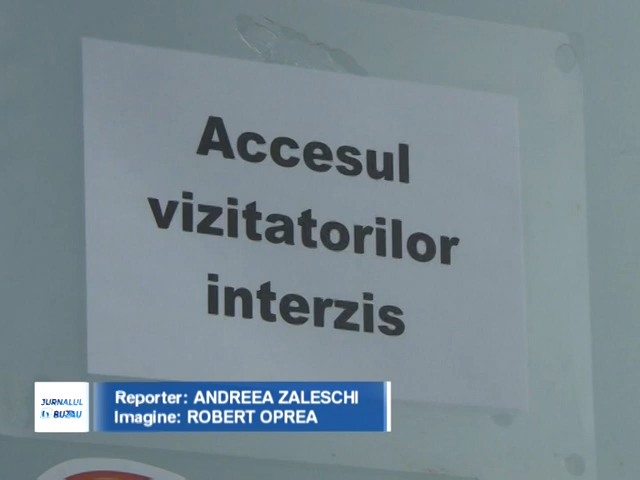 Accesul
vizitatorilor
interzis
Reporter: ANDREEA ZALESCHI
Imagine: ROBERT OPREA
JURNALUL
BUZĂU